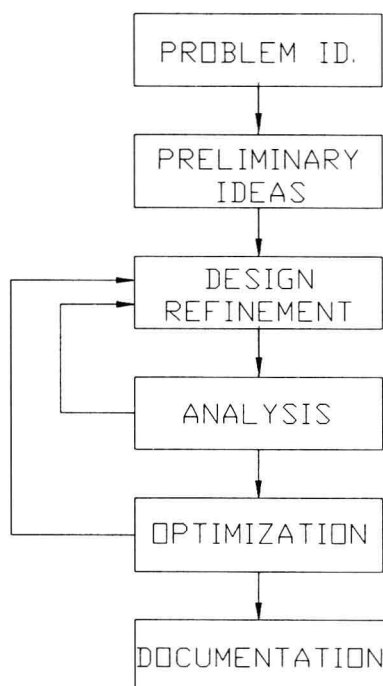 PROBLEM ID.
PRELIMINARY
IDEAS
DESIGN
REFINEMENT
ANALYSIS
OPTIMIZATION
DOCUMENTATION